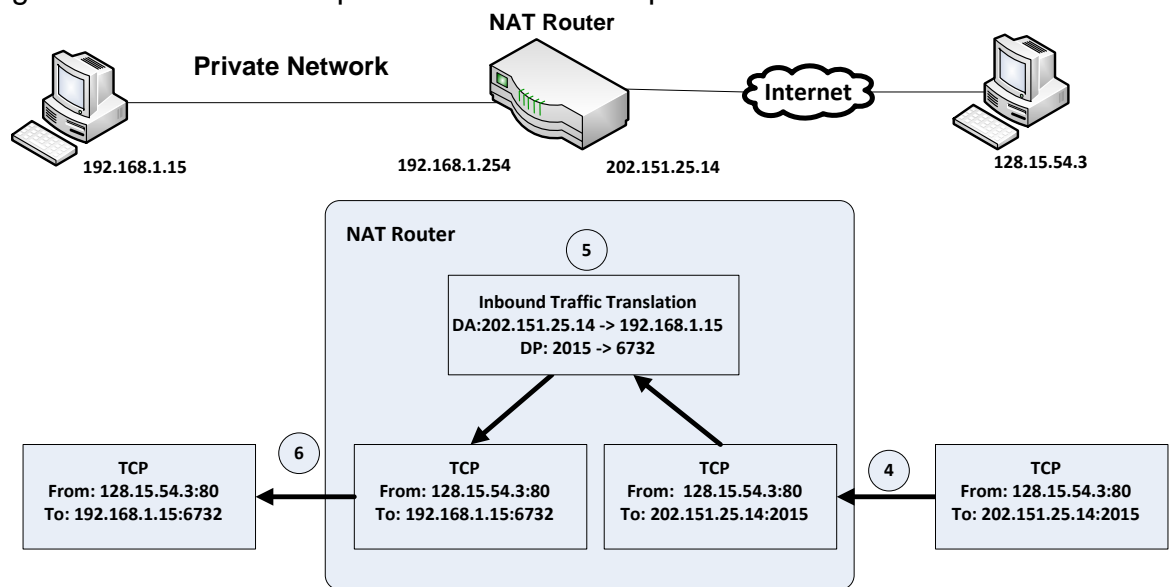 NAT Router
Private Network
Internet
192.168.1.15
192.168.1.254
202.151.25.14
128.15.54.3
NAT Router
5
Inbound Traffic Translation
DA:202.151.25.14 -> 192.168.1.15
DP: 2015 -> 6732
6
4
TCP
From: 128.15.54.3:80
To: 192.168.1.15:6732
TCP
From: 128.15.54.3:80
To: 192.168.1.15:6732
TCP
From: 128.15.54.3:80
To: 202.151.25.14:2015
TCP
From: 128.15.54.3:80
To: 202.151.25.14:2015